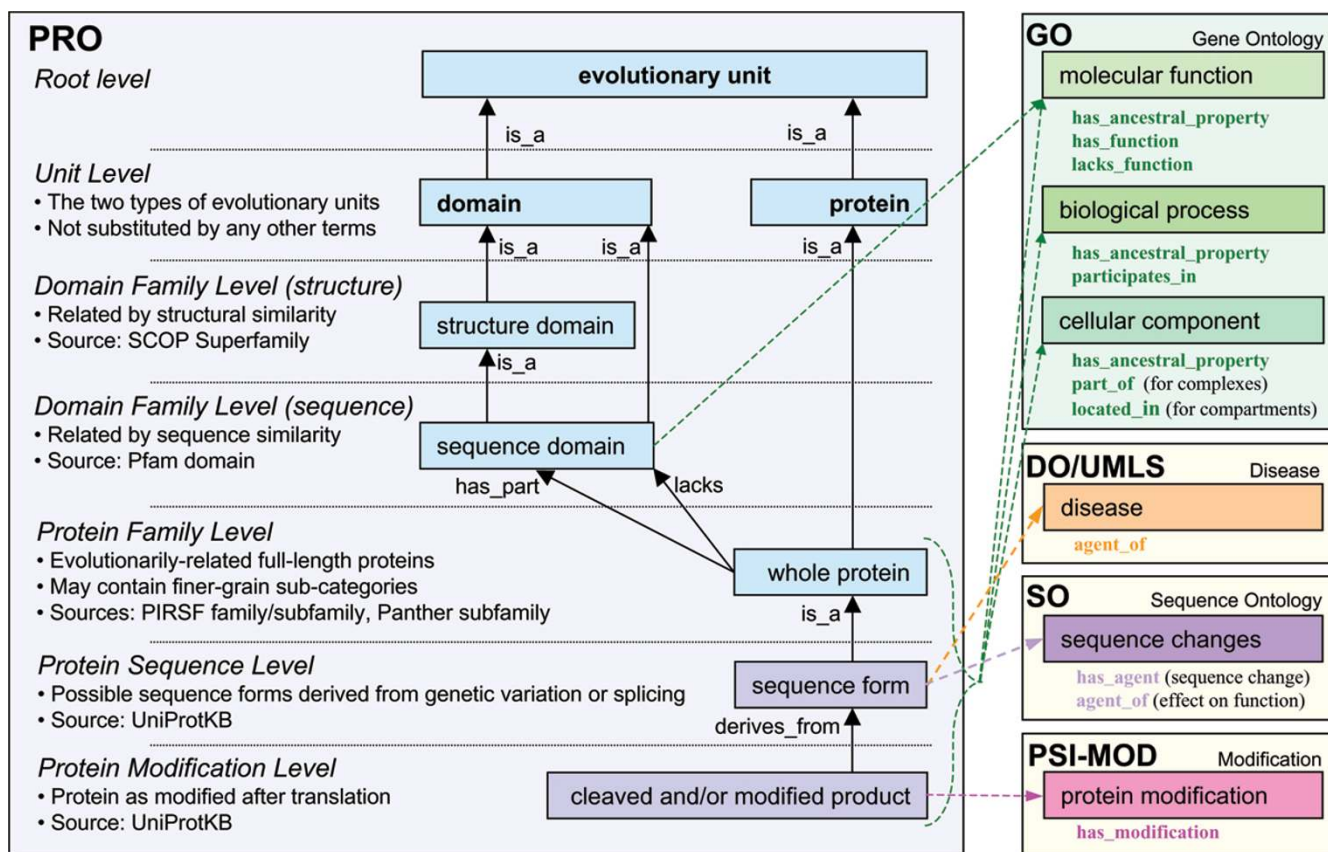 PRO
Root level
evolutionary unit
is_a
is_a
Unit Level
• The two types of evolutionary units
• Not substituted by any other terms
domain
protein
is_a
is_a
is_a
Domain Family Level (structure)
• Related by structural similarity
• Source: SCOP Superfamily
structure domain
is_a
Domain Family Level (sequence)
• Related by sequence similarity
• Source: Pfam domain
sequence domain
has_part
lacks
Protein Family Level
• Evolutionarily-related full-length proteins
• May contain finer-grain sub-categories
• Sources: PIRSF family/subfamily, Panther subfamily
whole protein
is_a
Protein Sequence Level
• Possible sequence forms derived from genetic variation or splicing
• Source: UniProtKB
sequence form
derives_from
Protein Modification Level
• Protein as modified after translation
• Source: UniProtKB
cleaved and/or modified product
GO
Gene Ontology
molecular function
has_ancestral_property
has_function
lacks_function
biological process
has_ancestral_property
participates_in
cellular component
has_ancestral_property
part_of (for complexes)
located_in (for compartments)
DO/UMLS
Disease
disease
agent_of
SO
Sequence Ontology
sequence changes
has_agent (sequence change)
agent_of (effect on function)
PSI-MOD
Modification
protein modification
has_modification